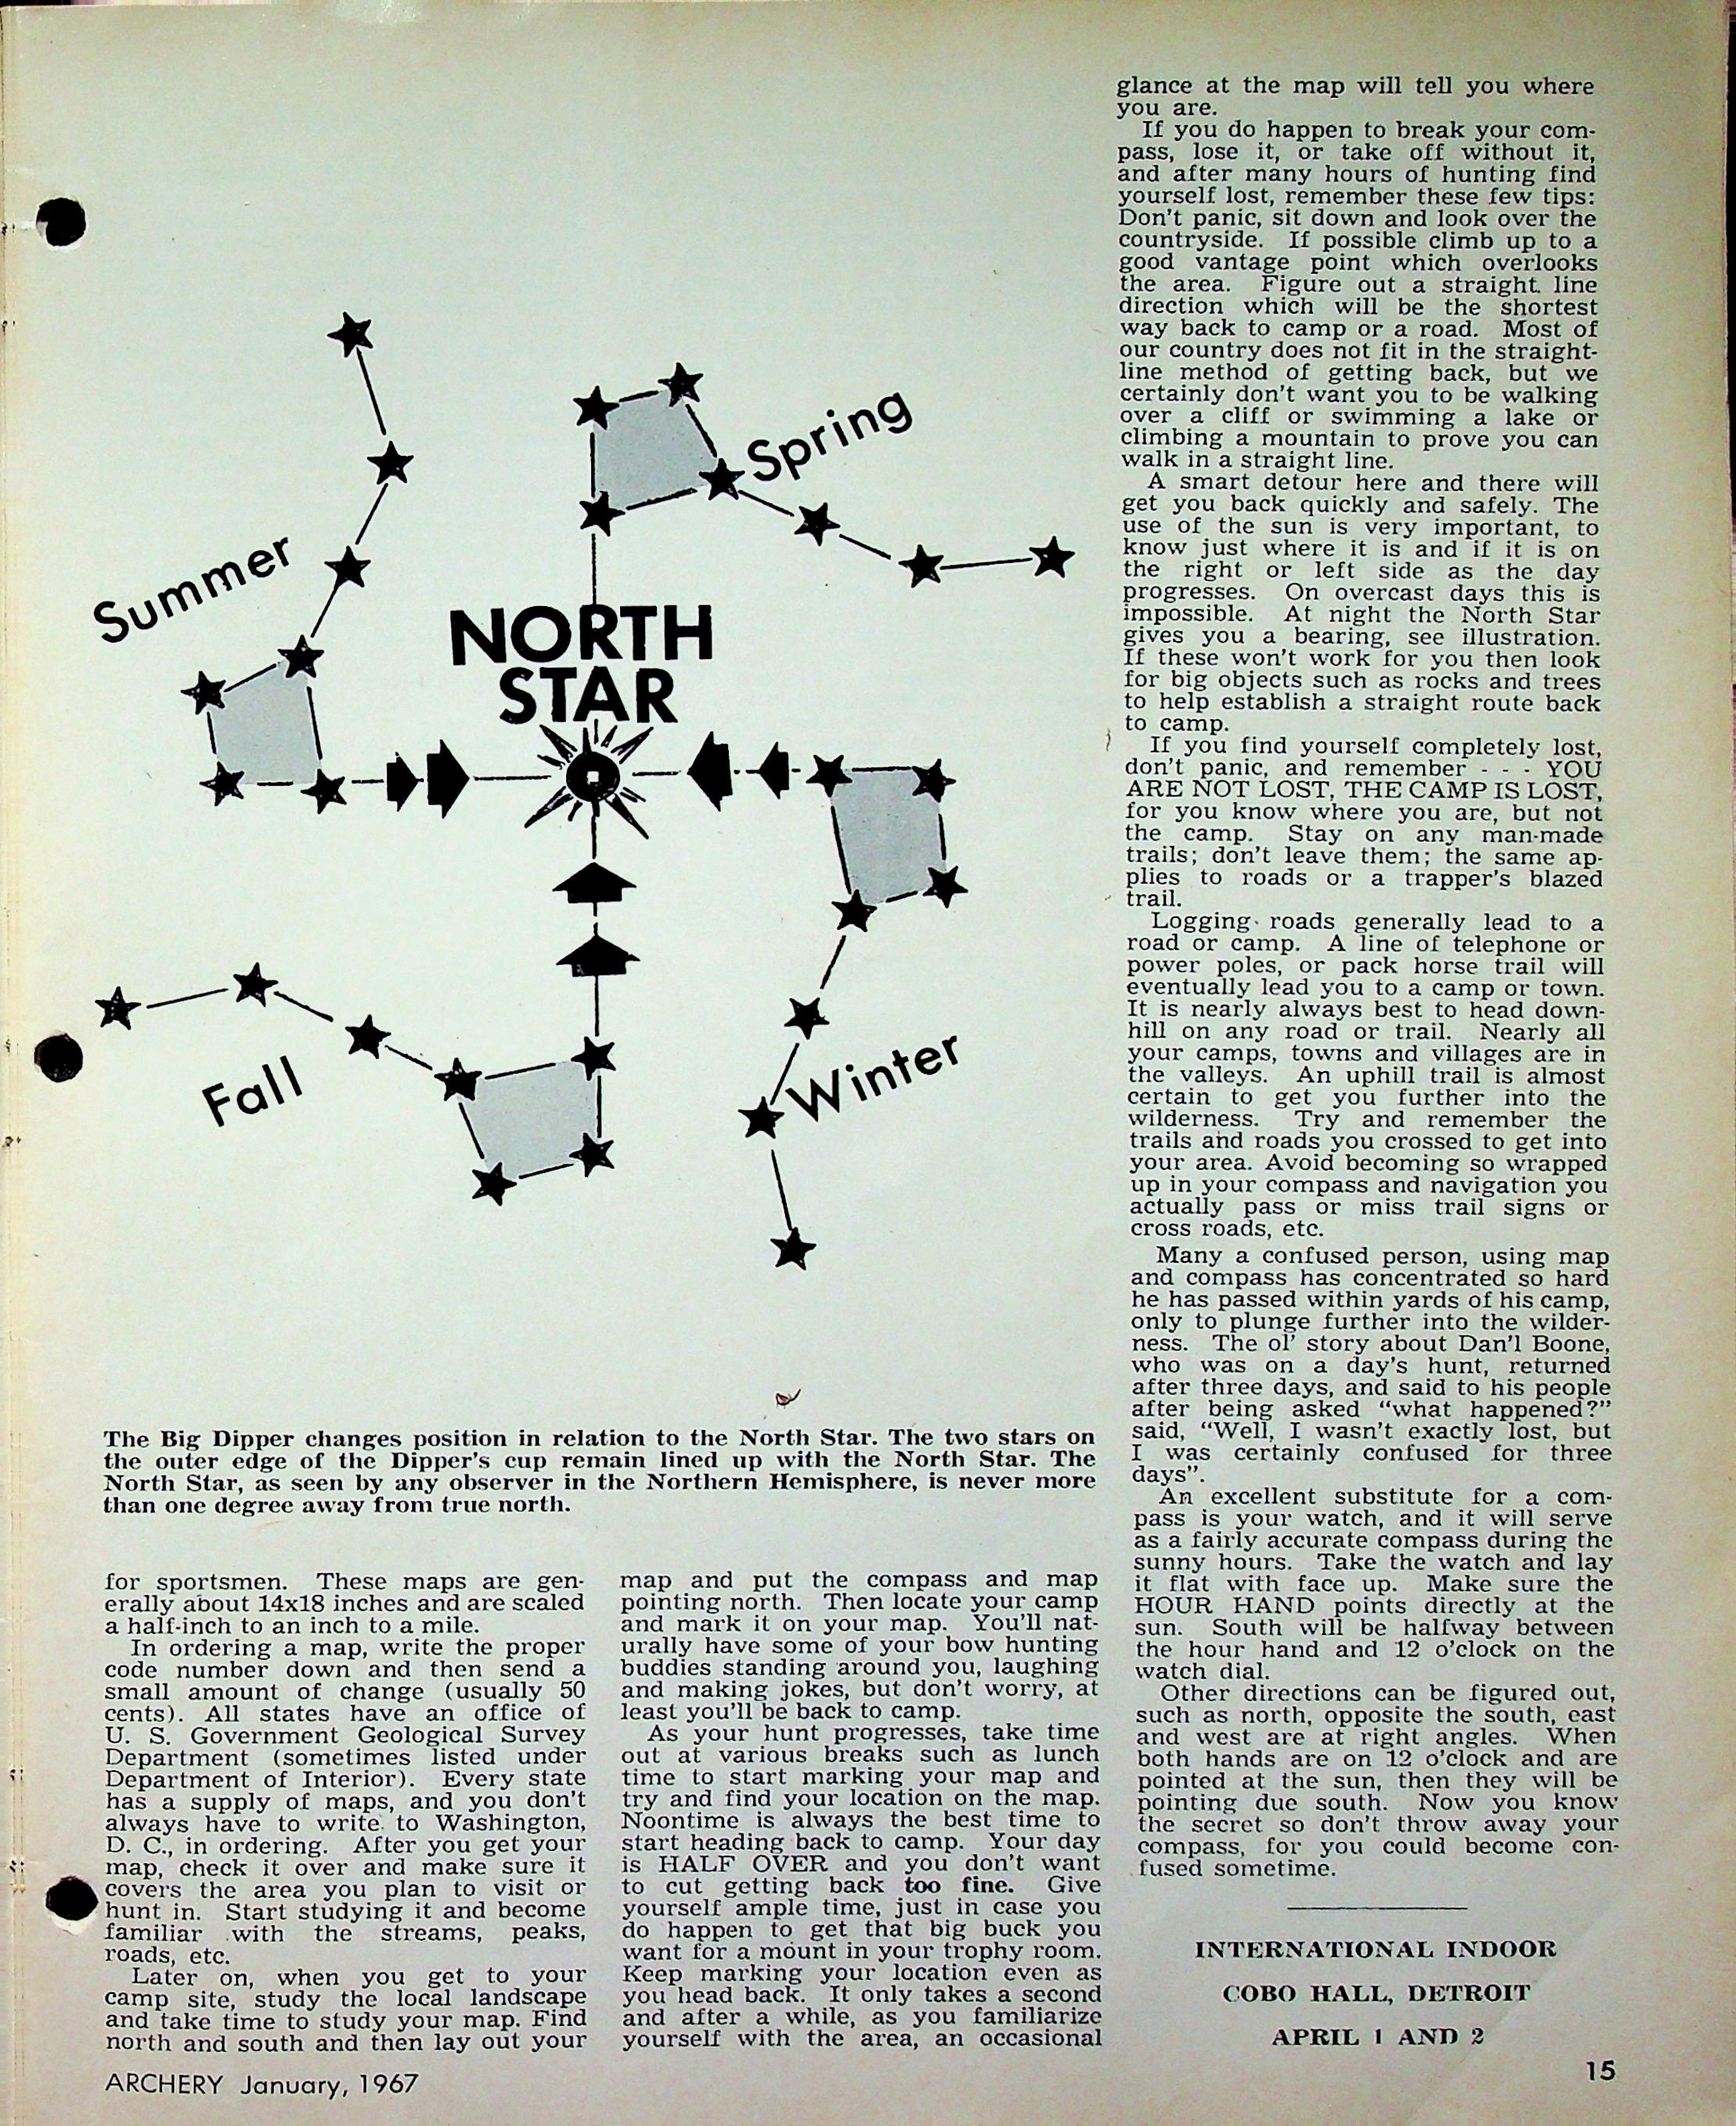 Summer
Spring
NORTH
STAR
Fall
Winter
The Big Dipper changes position in relation to the North Star. The two stars on
the outer edge of the Dipper's cup remain lined up with the North Star. The
North Star, as seen by any observer in the Northern Hemisphere, is never more
than one degree away from true north.
for sportsmen. These maps are gen-
erally about 14x18 inches and are scaled
a half-inch to an inch to a mile.
In ordering a map, write the proper
code number down and then send a
small amount of change (usually 50
cents). All states have an office of
U. S. Government Geological Survey
Department (sometimes listed under
Department of Interior). Every state
has a supply of maps, and you don't
always have to write to Washington,
D. C., in ordering. After you get your
map, check it over and make sure it
covers the area you plan to visit or
hunt in. Start studying it and become
familiar with the streams, peaks,
roads, etc.
Later on, when you get to your
camp site, study the local landscape
and take time to study your map. Find
north and south and then lay out your
map and put the compass and map
pointing north. Then locate your camp
and mark it on your map. You'll nat-
urally have some of your bow hunting
buddies standing around you, laughing
and making jokes, but don't worry, at
least you'll be back to camp.
As your hunt progresses, take time
out at various breaks such as lunch
time to start marking your map and
try and find your location on the map.
Noontime is always the best time to
start heading back to camp. Your day
is HALF OVER and you don't want
to cut getting back too fine. Give
yourself ample time, just in case you
do happen to get that big buck you
want for a mount in your trophy room.
Keep marking your location even as
you head back. It only takes a second
and after a while, as you familiarize
yourself with the area, an occasional
glance at the map will tell you where
you are.
If you do happen to break your com-
pass, lose it, or take off without it,
and after many hours of hunting find
yourself lost, remember these few tips:
Don't panic, sit down and look over the
countryside. If possible climb up to a
good vantage point which overlooks
the area. Figure out a straight line
direction which will be the shortest
way back to camp or a road. Most of
our country does not fit in the straight-
line method of getting back, but we
certainly don't want you to be walking
over a cliff or swimming a lake or
climbing a mountain to prove you can
walk in a straight line.
A smart detour here and there will
get you back quickly and safely. The
use of the sun is very important, to
know just where it is and if it is on
the right or left side as the day
progresses. On overcast days this is
impossible. At night the North Star
gives you a bearing, see illustration.
If these won't work for you then look
for big objects such as rocks and trees
to help establish a straight route back
to camp.
If you find yourself completely lost,
don't panic, and remember - - - YOU
ARE NOT LOST, THE CAMP IS LOST,
for you know where you are, but not
the camp. Stay on any man-made
trails; don't leave them; the same ap-
plies to roads or a trapper's blazed
trail.
Logging roads generally lead to a
road or camp. A line of telephone or
power poles, or pack horse trail will
eventually lead you to a camp or town.
It is nearly always best to head down-
hill on any road or trail. Nearly all
your camps, towns and villages are in
the valleys. An uphill trail is almost
certain to get you further into the
wilderness. Try and remember the
trails and roads you crossed to get into
your area. Avoid becoming so wrapped
up in your compass and navigation you
actually pass or miss trail signs or
cross roads, etc.
Many a confused person, using map
and compass has concentrated so hard
he has passed within yards of his camp,
only to plunge further into the wilder-
ness. The ol' story about Dan'l Boone,
who was on a day's hunt, returned
after three days, and said to his people
after being asked "what happened?"
said, "Well, I wasn't exactly lost, but
I was certainly confused for three
days".
An excellent substitute for a com-
pass is your watch, and it will serve
as a fairly accurate compass during the
sunny hours. Take the watch and lay
it flat with face up. Make sure the
HOUR HAND points directly at the
sun. South will be halfway between
the hour hand and 12 o'clock on the
watch dial.
Other directions can be figured out,
such as north, opposite the south, east
and west are at right angles. When
both hands are on 12 o'clock and are
pointed at the sun, then they will be
pointing due south. Now you know
the secret so don't throw away your
compass, for you could become con-
fused sometime.
INTERNATIONAL INDOOR
COBO HALL, DETROIT
APRIL 1 AND 2
ARCHERY January, 1967
15